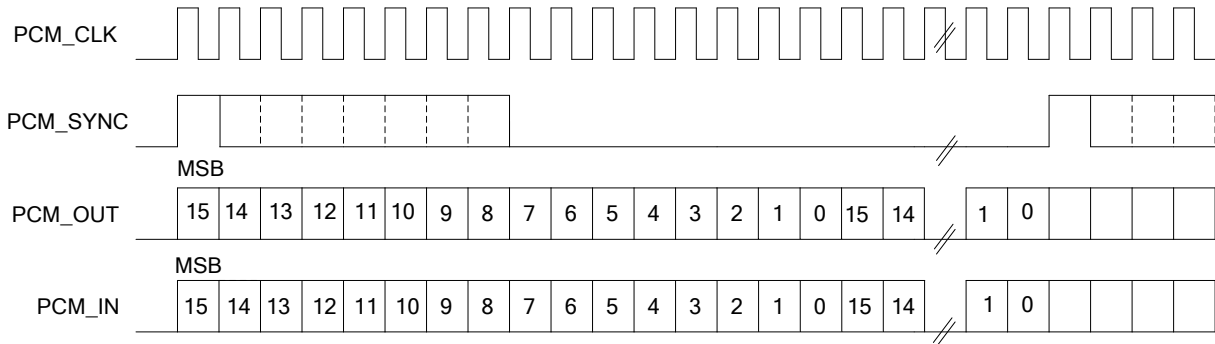 PCM_CLK
PCM_SYNC
MSB
PCM_OUT 15 14 13 12 11 10 9 8 7 6 5 4 3 2 1 0 15 14 1 0
MSB
PCM_IN 15 14 13 12 11 10 9 8 7 6 5 4 3 2 1 0 15 14 1 0